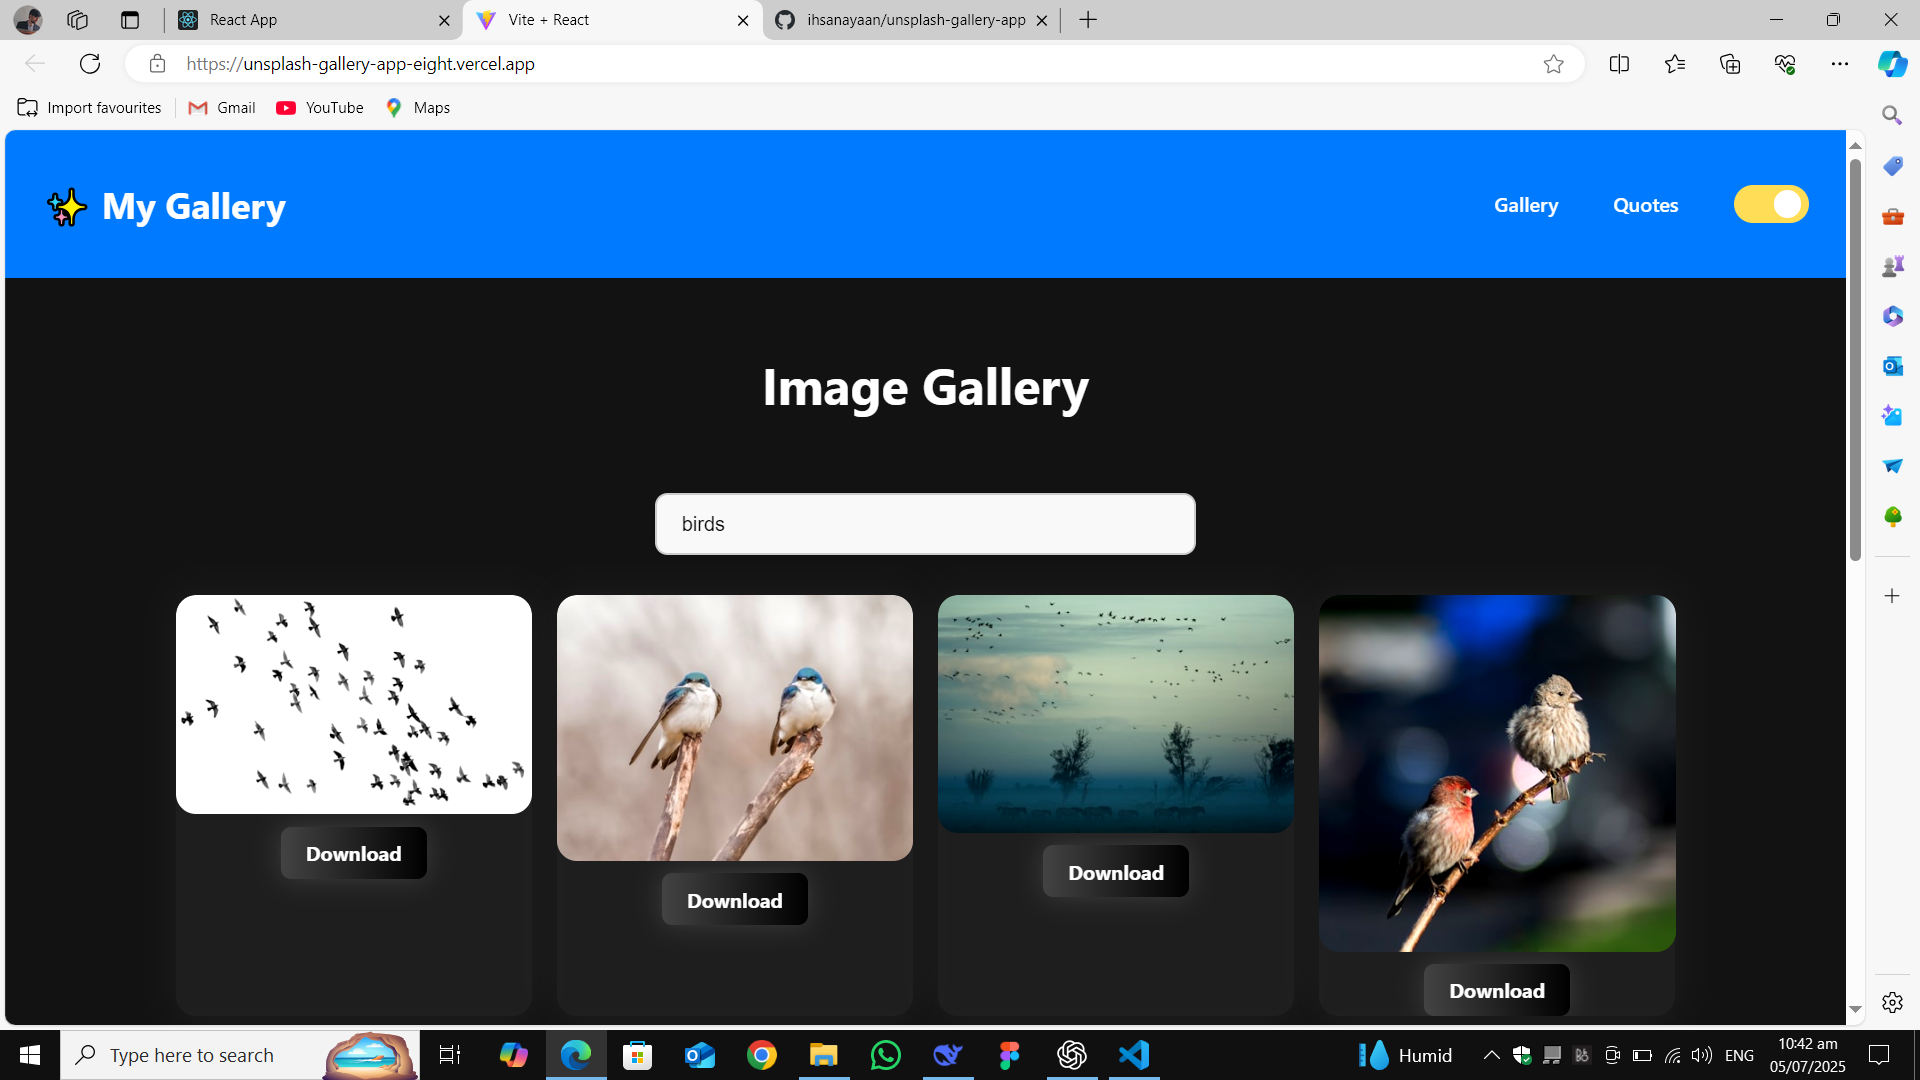 React App
Vite + React
ihsanayaan/unsplash-gallery-app
https://unsplash-gallery-app-eight.vercel.app
Import favourites
Gmail
YouTube
Maps
My Gallery
Gallery
Quotes
Image Gallery
birds
Download
Download
Download
Download
Type here to search
Humid
ENG
10:42 am
05/07/2025